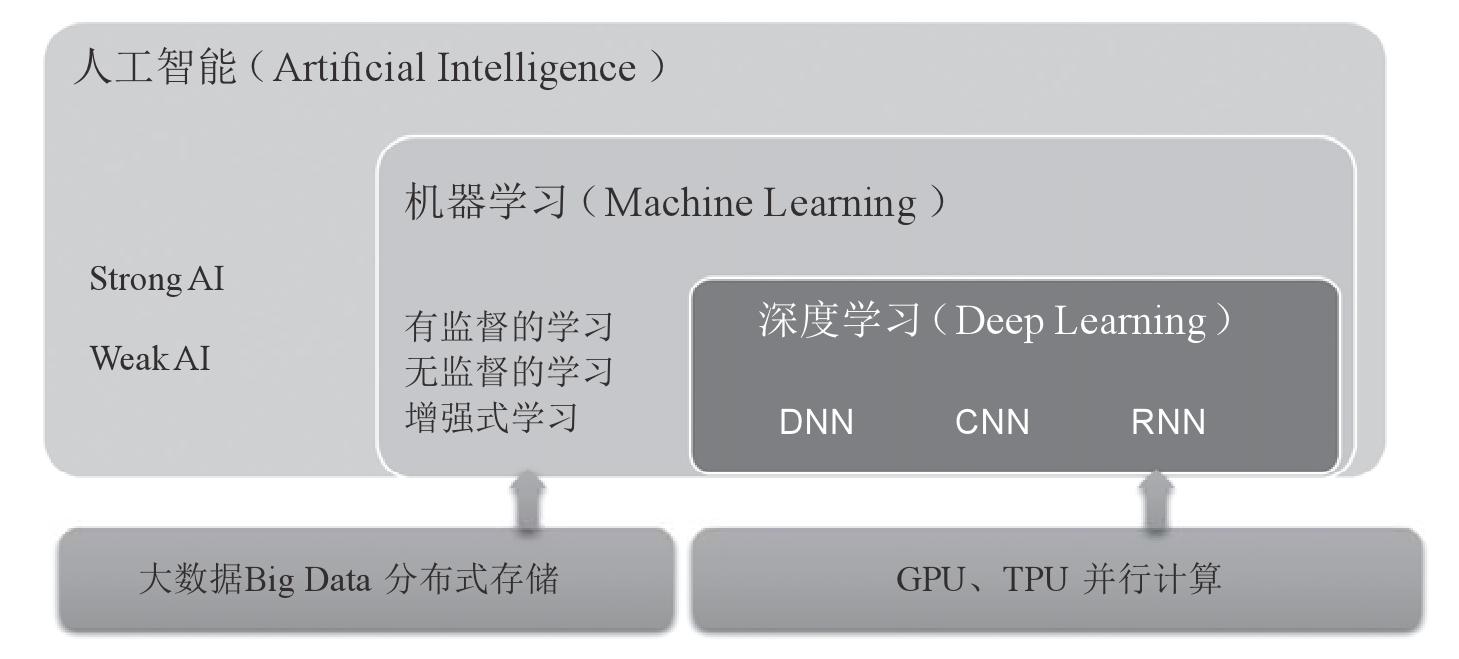 人工智能（Artificial Intelligence）
机器学习（Machine Learning）
Strong AI
Weak AI
有监督的学习
无监督的学习
增强式学习
深度学习（Deep Learning）
DNN CNN RNN
大数据Big Data 分布式存储
GPU、TPU 并行计算